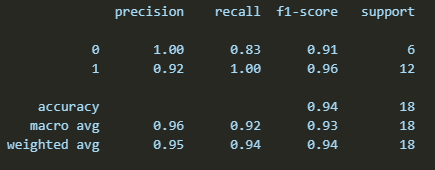 precision recall f1-score support
0 1.00 0.83 0.91 6
1 0.92 1.00 0.96 12
accuracy 0.94 18
macro avg 0.96 0.92 0.93 18
weighted avg 0.95 0.94 0.94 18